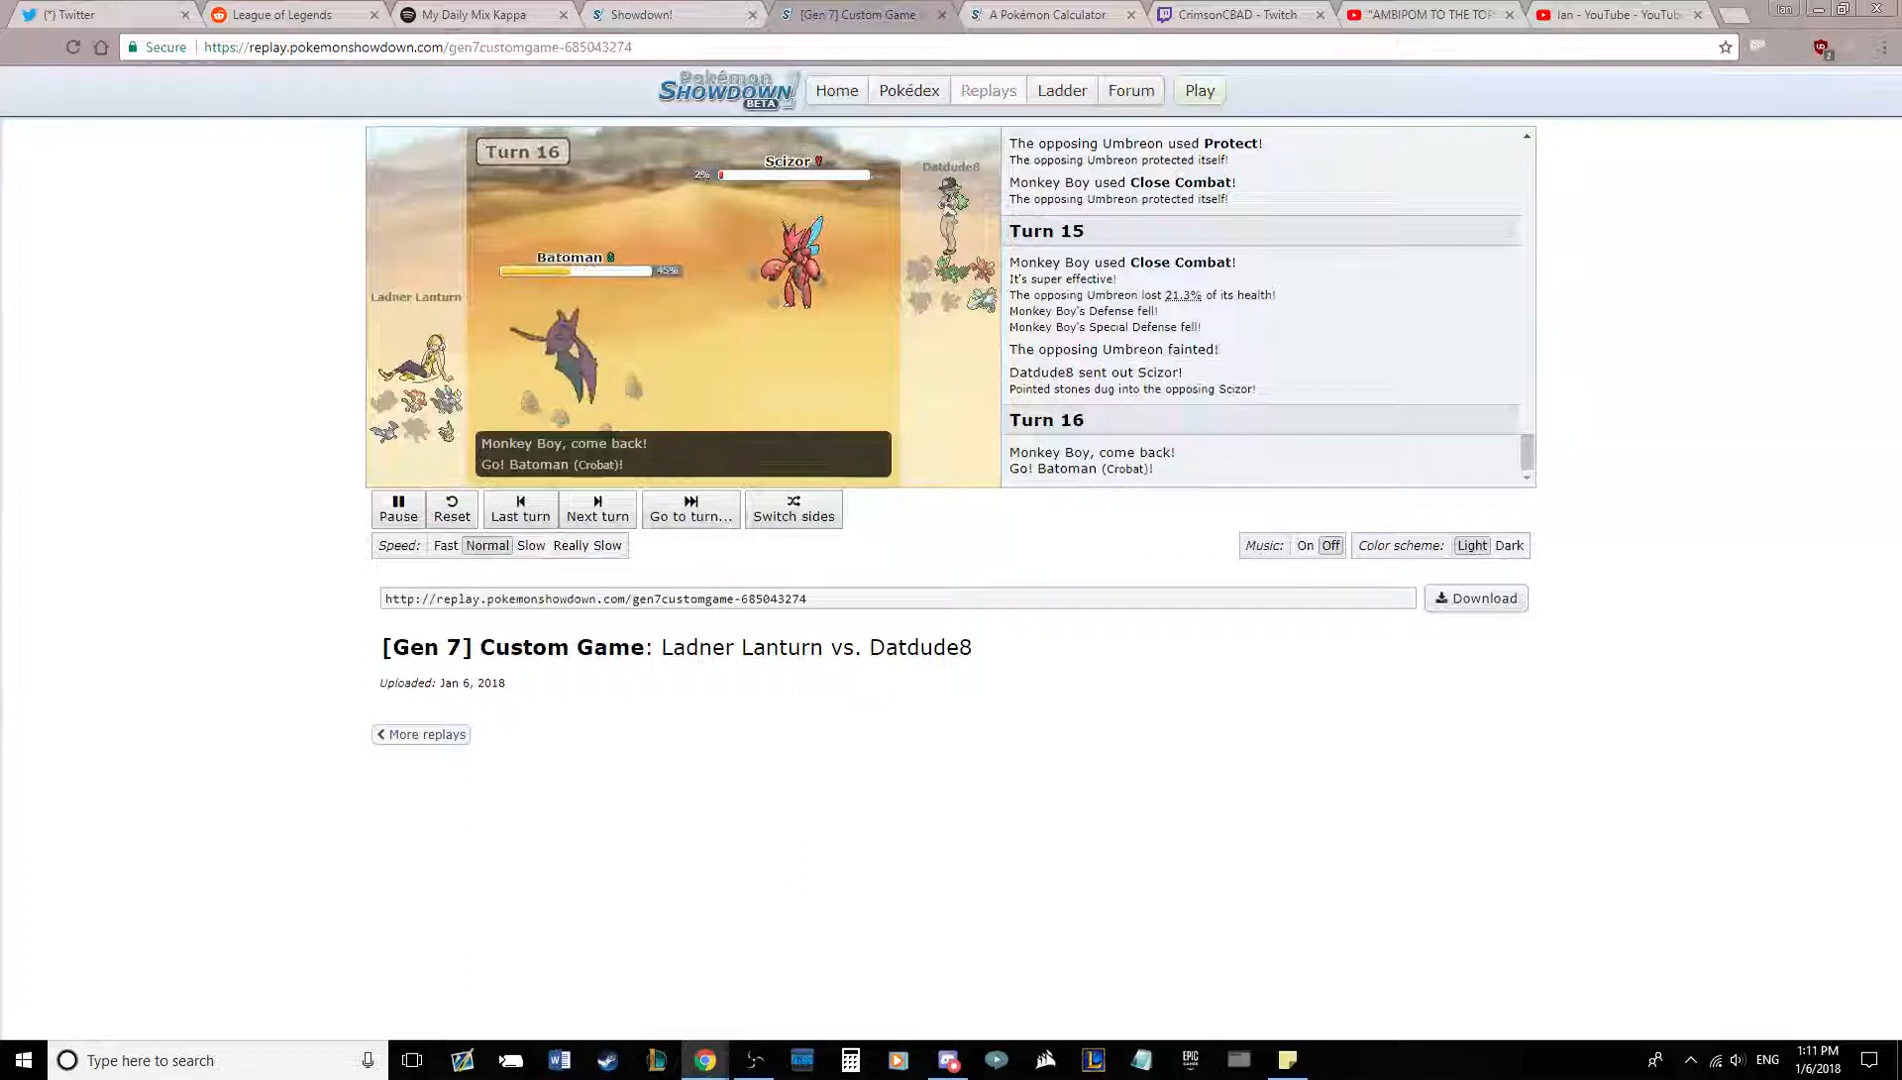 (*) Twitter
League of Legends
My Daily Mix Kappa
Showdown!
[Gen 7] Custom Game
A Pokémon Calculator
CrimsonCBAD - Twitch
"AMBIPOM TO THE TOP
Ian - YouTube - YouTube
Ian
Secure
https://replay.pokemonshowdown.com/gen7customgame-685043274
Pokémon
SHOWDOWN
BETA
Home
Pokédex
Replays
Ladder
Forum
Play
Turn 16
Scizor
2%
Datdude8
Batoman
45%
Ladner Lanturn
Monkey Boy, come back!
Go! Batoman (Crobat)!
The opposing Umbreon used Protect!
The opposing Umbreon protected itself!
Monkey Boy used Close Combat!
The opposing Umbreon protected itself!
Turn 15
Monkey Boy used Close Combat!
It's super effective!
The opposing Umbreon lost 21.3% of its health!
Monkey Boy's Defense fell!
Monkey Boy's Special Defense fell!
The opposing Umbreon fainted!
Datdude8 sent out Scizor!
Pointed stones dug into the opposing Scizor!
Turn 16
Monkey Boy, come back!
Go! Batoman (Crobat)!
Pause
Reset
Last turn
Next turn
Go to turn...
Switch sides
Speed: Fast Normal Slow Really Slow
Music: On Off
Color scheme: Light Dark
http://replay.pokemonshowdown.com/gen7customgame-685043274
Download
[Gen 7] Custom Game: Ladner Lanturn vs. Datdude8
Uploaded: Jan 6, 2018
More replays
Type here to search
EPIC
GAMES
ENG
1:11 PM
1/6/2018